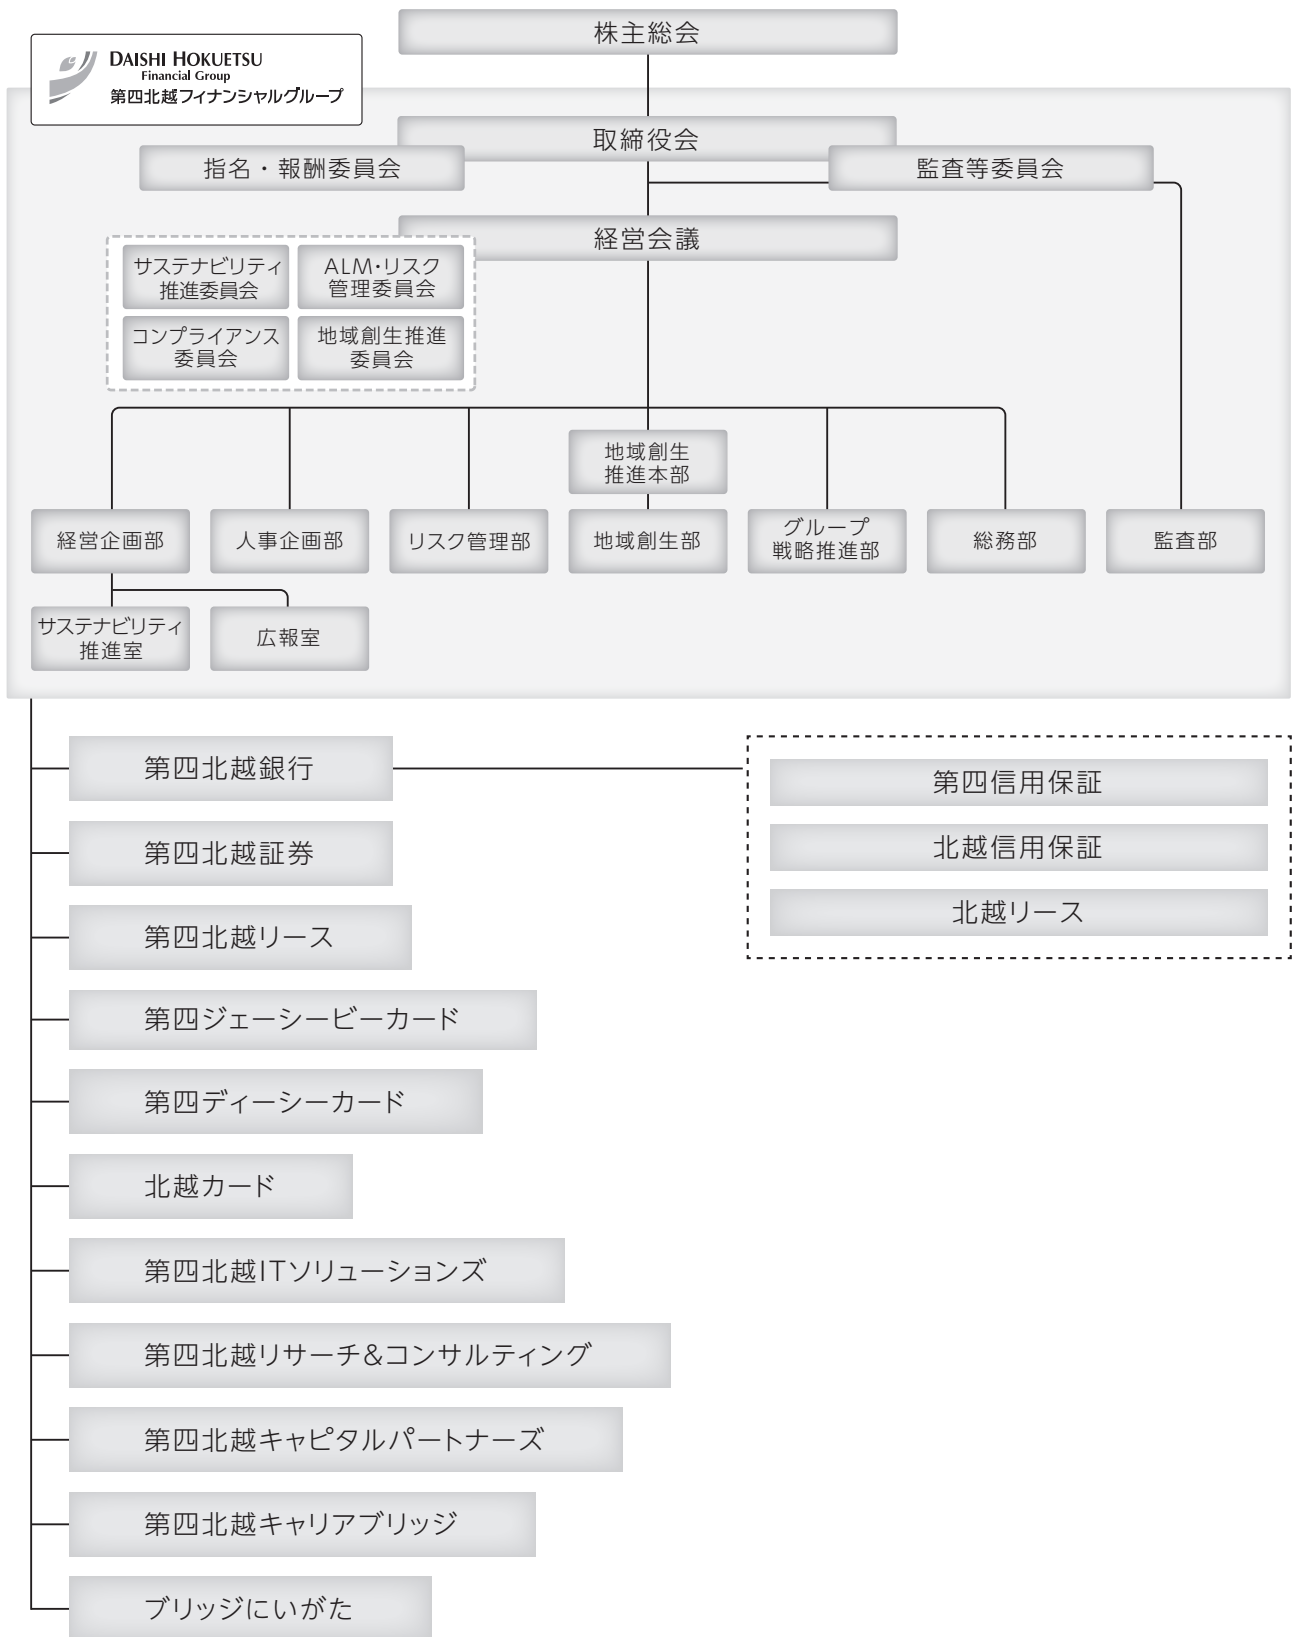 株主総会
DAISHI HOKUETSU
Financial Group
第四北越フィナンシャルグループ
取締役会
指名・報酬委員会
監査等委員会
経営会議
サステナビリティ
推進委員会
ALM・リスク
管理委員会
コンプライアンス
委員会
地域創生推進
委員会
地域創生
推進本部
経営企画部
人事企画部
リスク管理部
地域創生部
グループ
戦略推進部
総務部
監査部
サステナビリティ
推進室
広報室
第四北越銀行
第四信用保証
北越信用保証
北越リース
第四北越証券
第四北越リース
第四ジェーシービーカード
第四ディーシーカード
北越カード
第四北越ITソリューションズ
第四北越リサーチ&コンサルティング
第四北越キャピタルパートナーズ
第四北越キャリアブリッジ
ブリッジにいがた